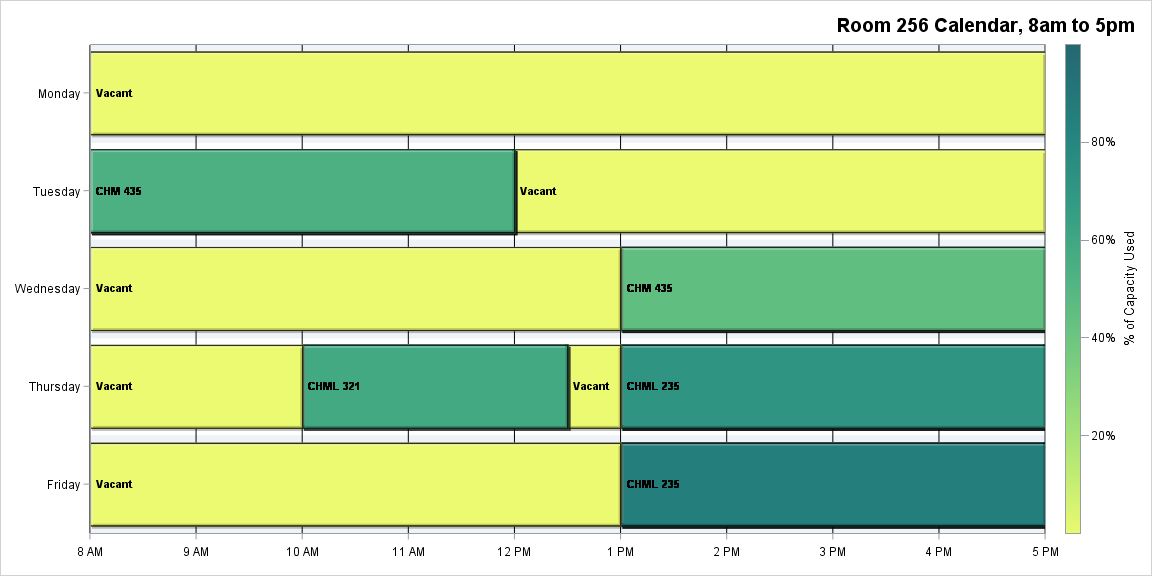 Room 256 Calendar, 8am to 5pm
Monday
Vacant
Tuesday
CHM 435
Vacant
Wednesday
Vacant
CHM 435
Thursday
Vacant
CHML 321
Vacant
CHML 235
Friday
Vacant
CHML 235
8 AM
9 AM
10 AM
11 AM
12 PM
1 PM
2 PM
3 PM
4 PM
5 PM
80%
60%
40%
20%
% of Capacity Used